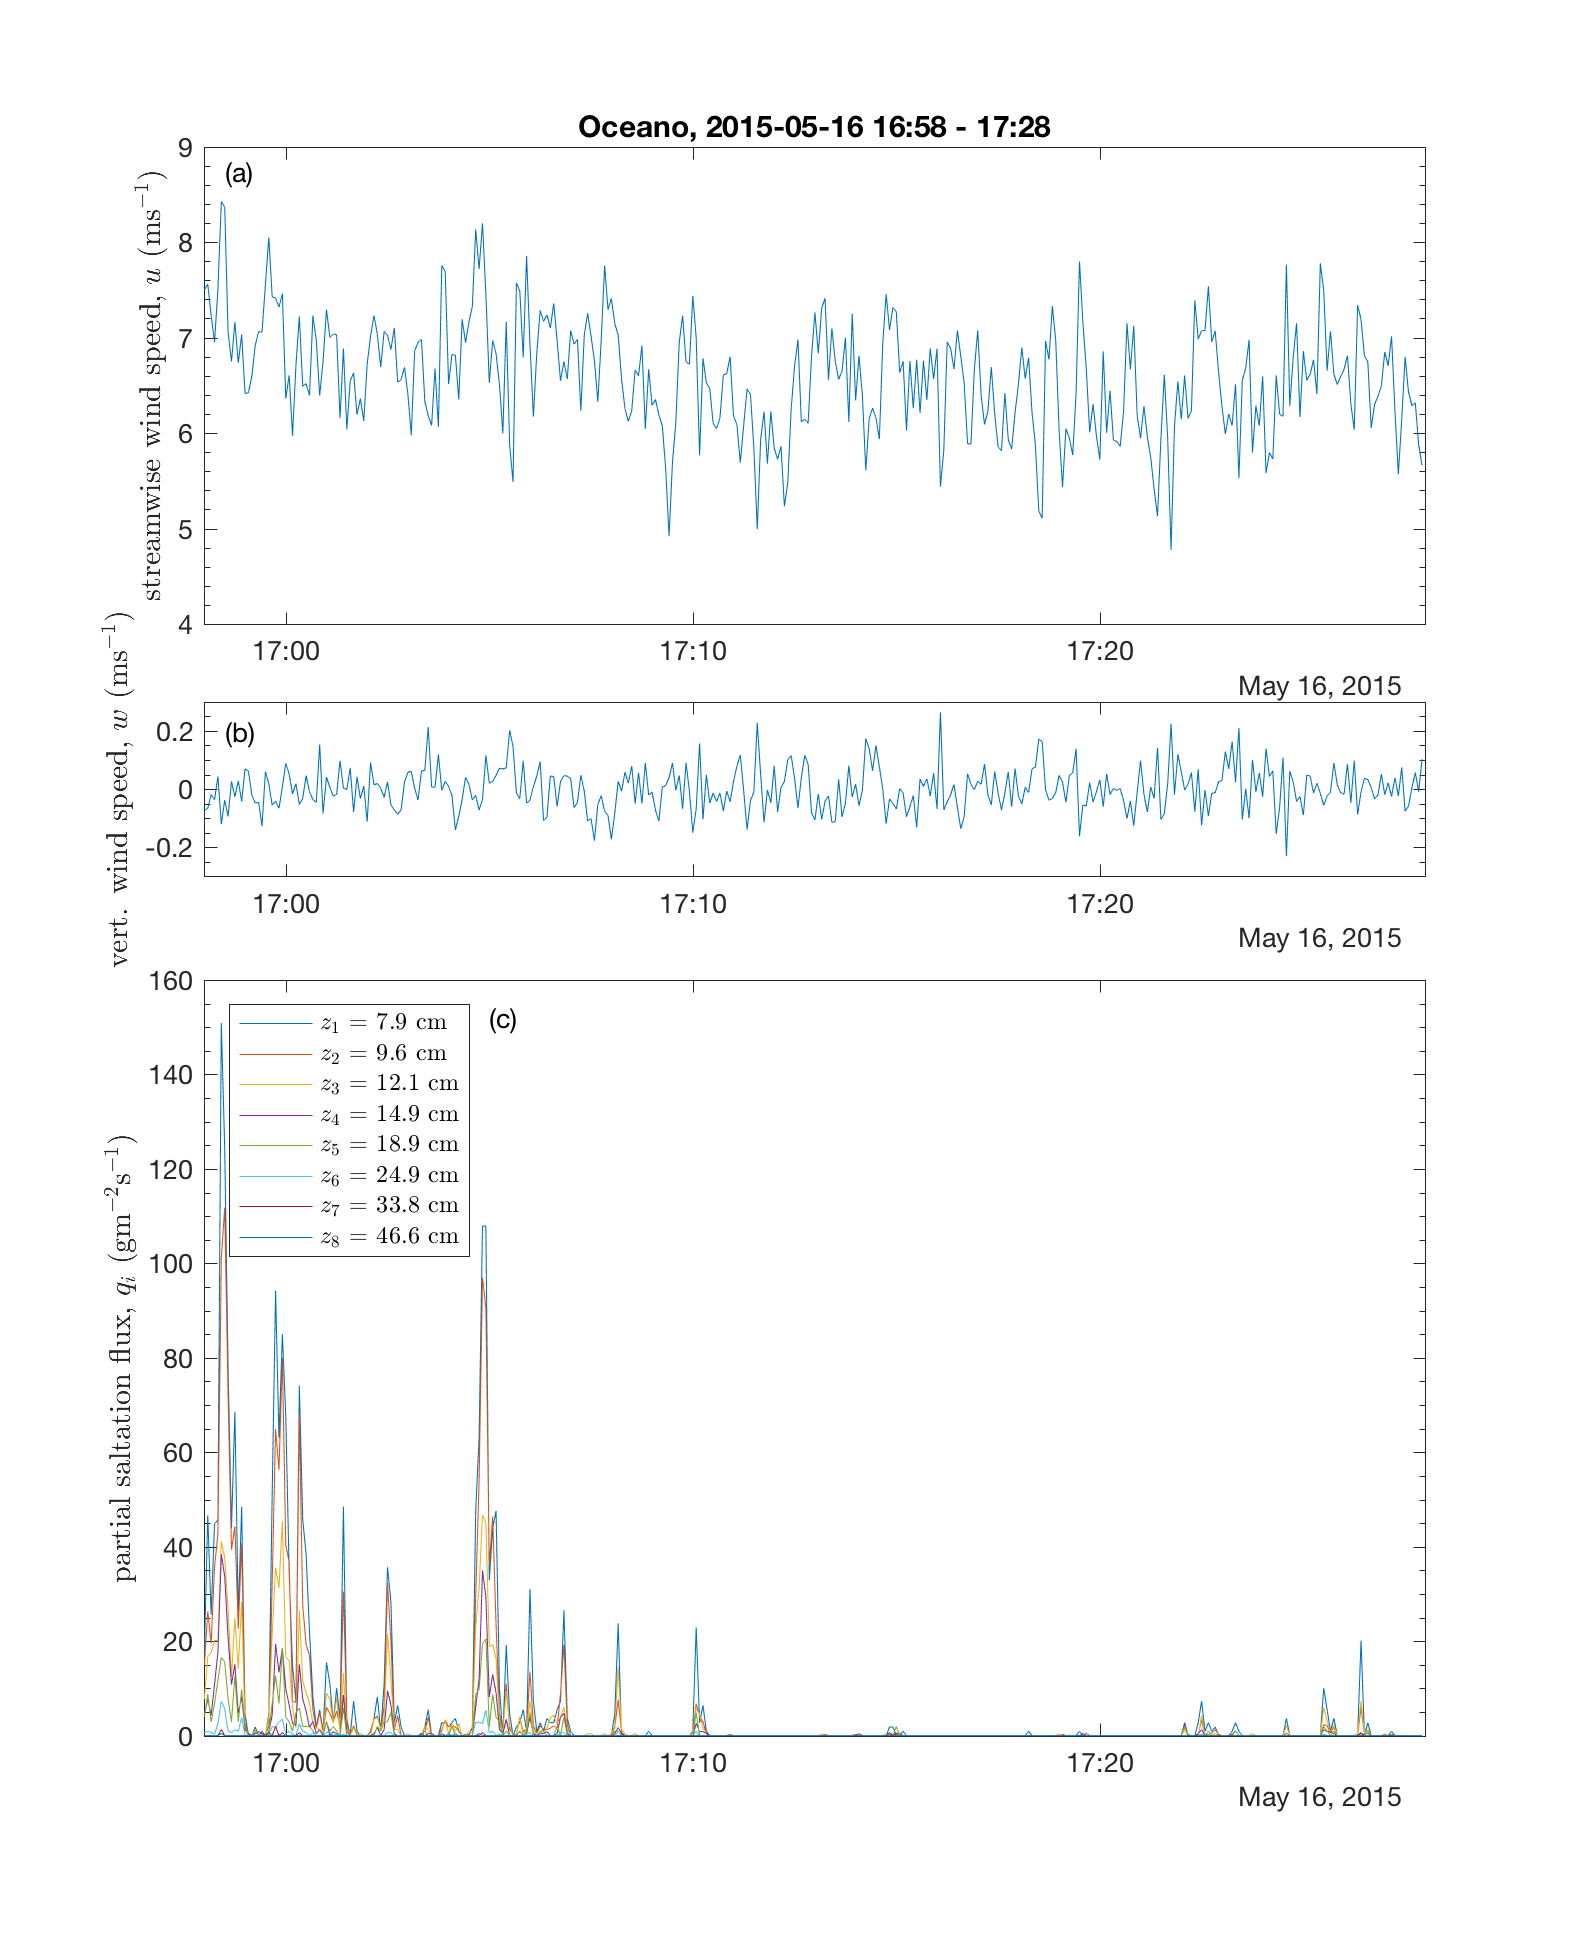 Oceano, 2015-05-16 16:58 - 17:28
(a)
streamwise wind speed, u (ms⁻¹)
9
8
7
6
5
4
17:00 17:10 17:20
May 16, 2015
(b)
vert. wind speed, w (ms⁻¹)
0.2
0
-0.2
17:00 17:10 17:20
May 16, 2015
(c)
partial saltation flux, qᵢ (gm⁻²s⁻¹)
160
140
120
100
80
60
40
20
0
z₁ = 7.9 cm
z₂ = 9.6 cm
z₃ = 12.1 cm
z₄ = 14.9 cm
z₅ = 18.9 cm
z₆ = 24.9 cm
z₇ = 33.8 cm
z₈ = 46.6 cm
17:00 17:10 17:20
May 16, 2015